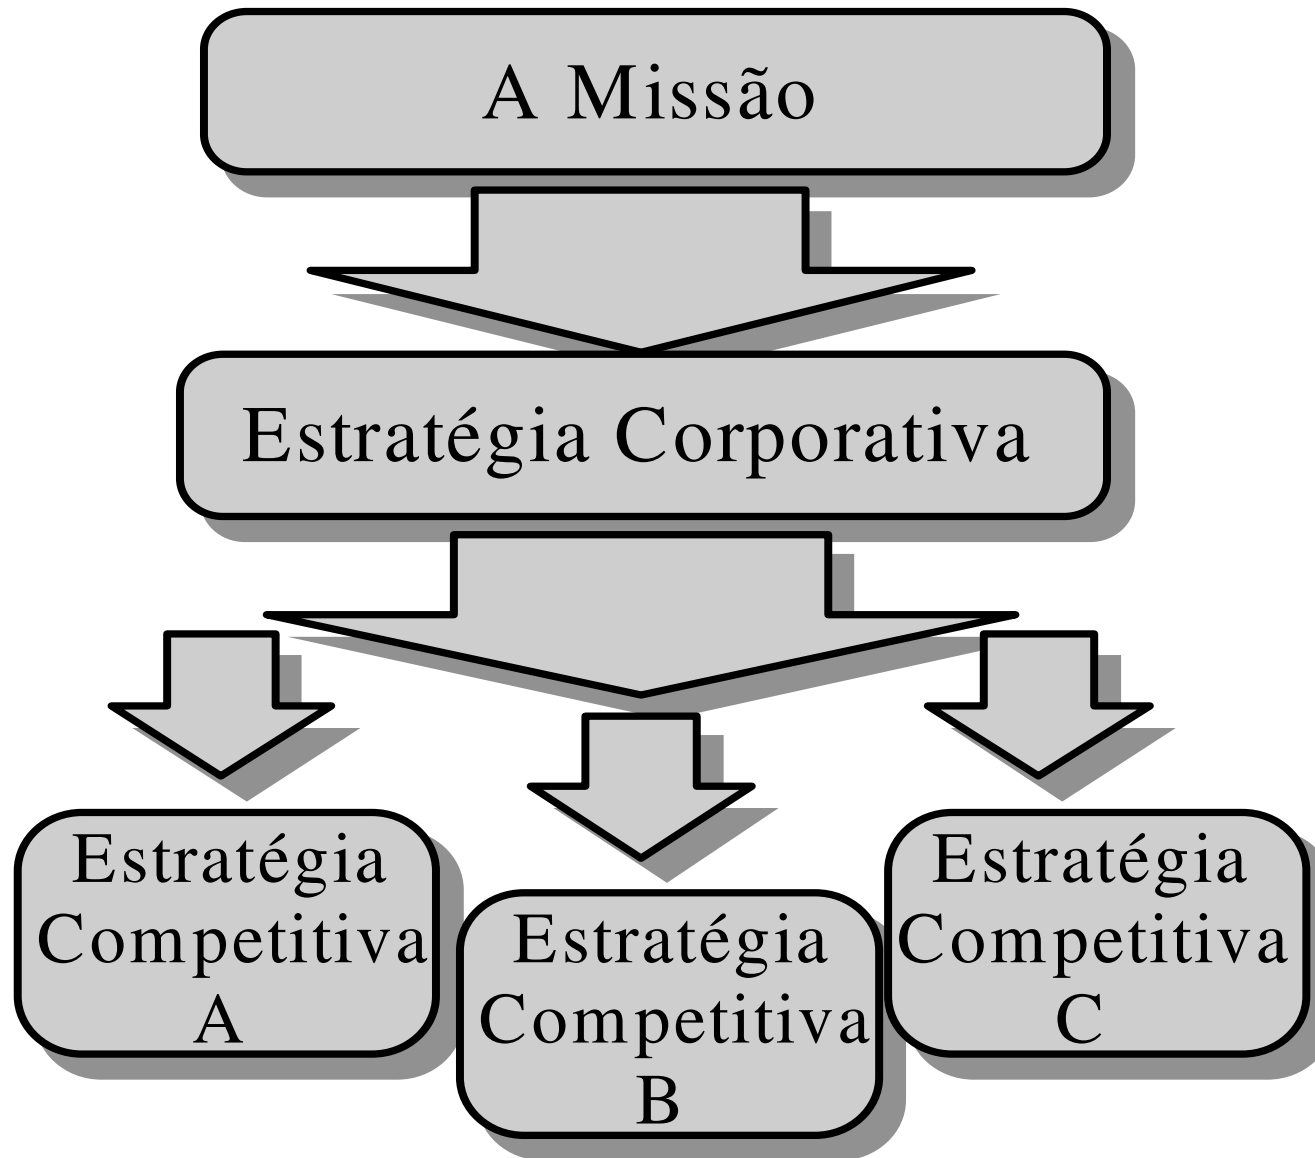 A Missão
Estratégia Corporativa
Estratégia
Competitiva
A
Estratégia
Competitiva
B
Estratégia
Competitiva
C